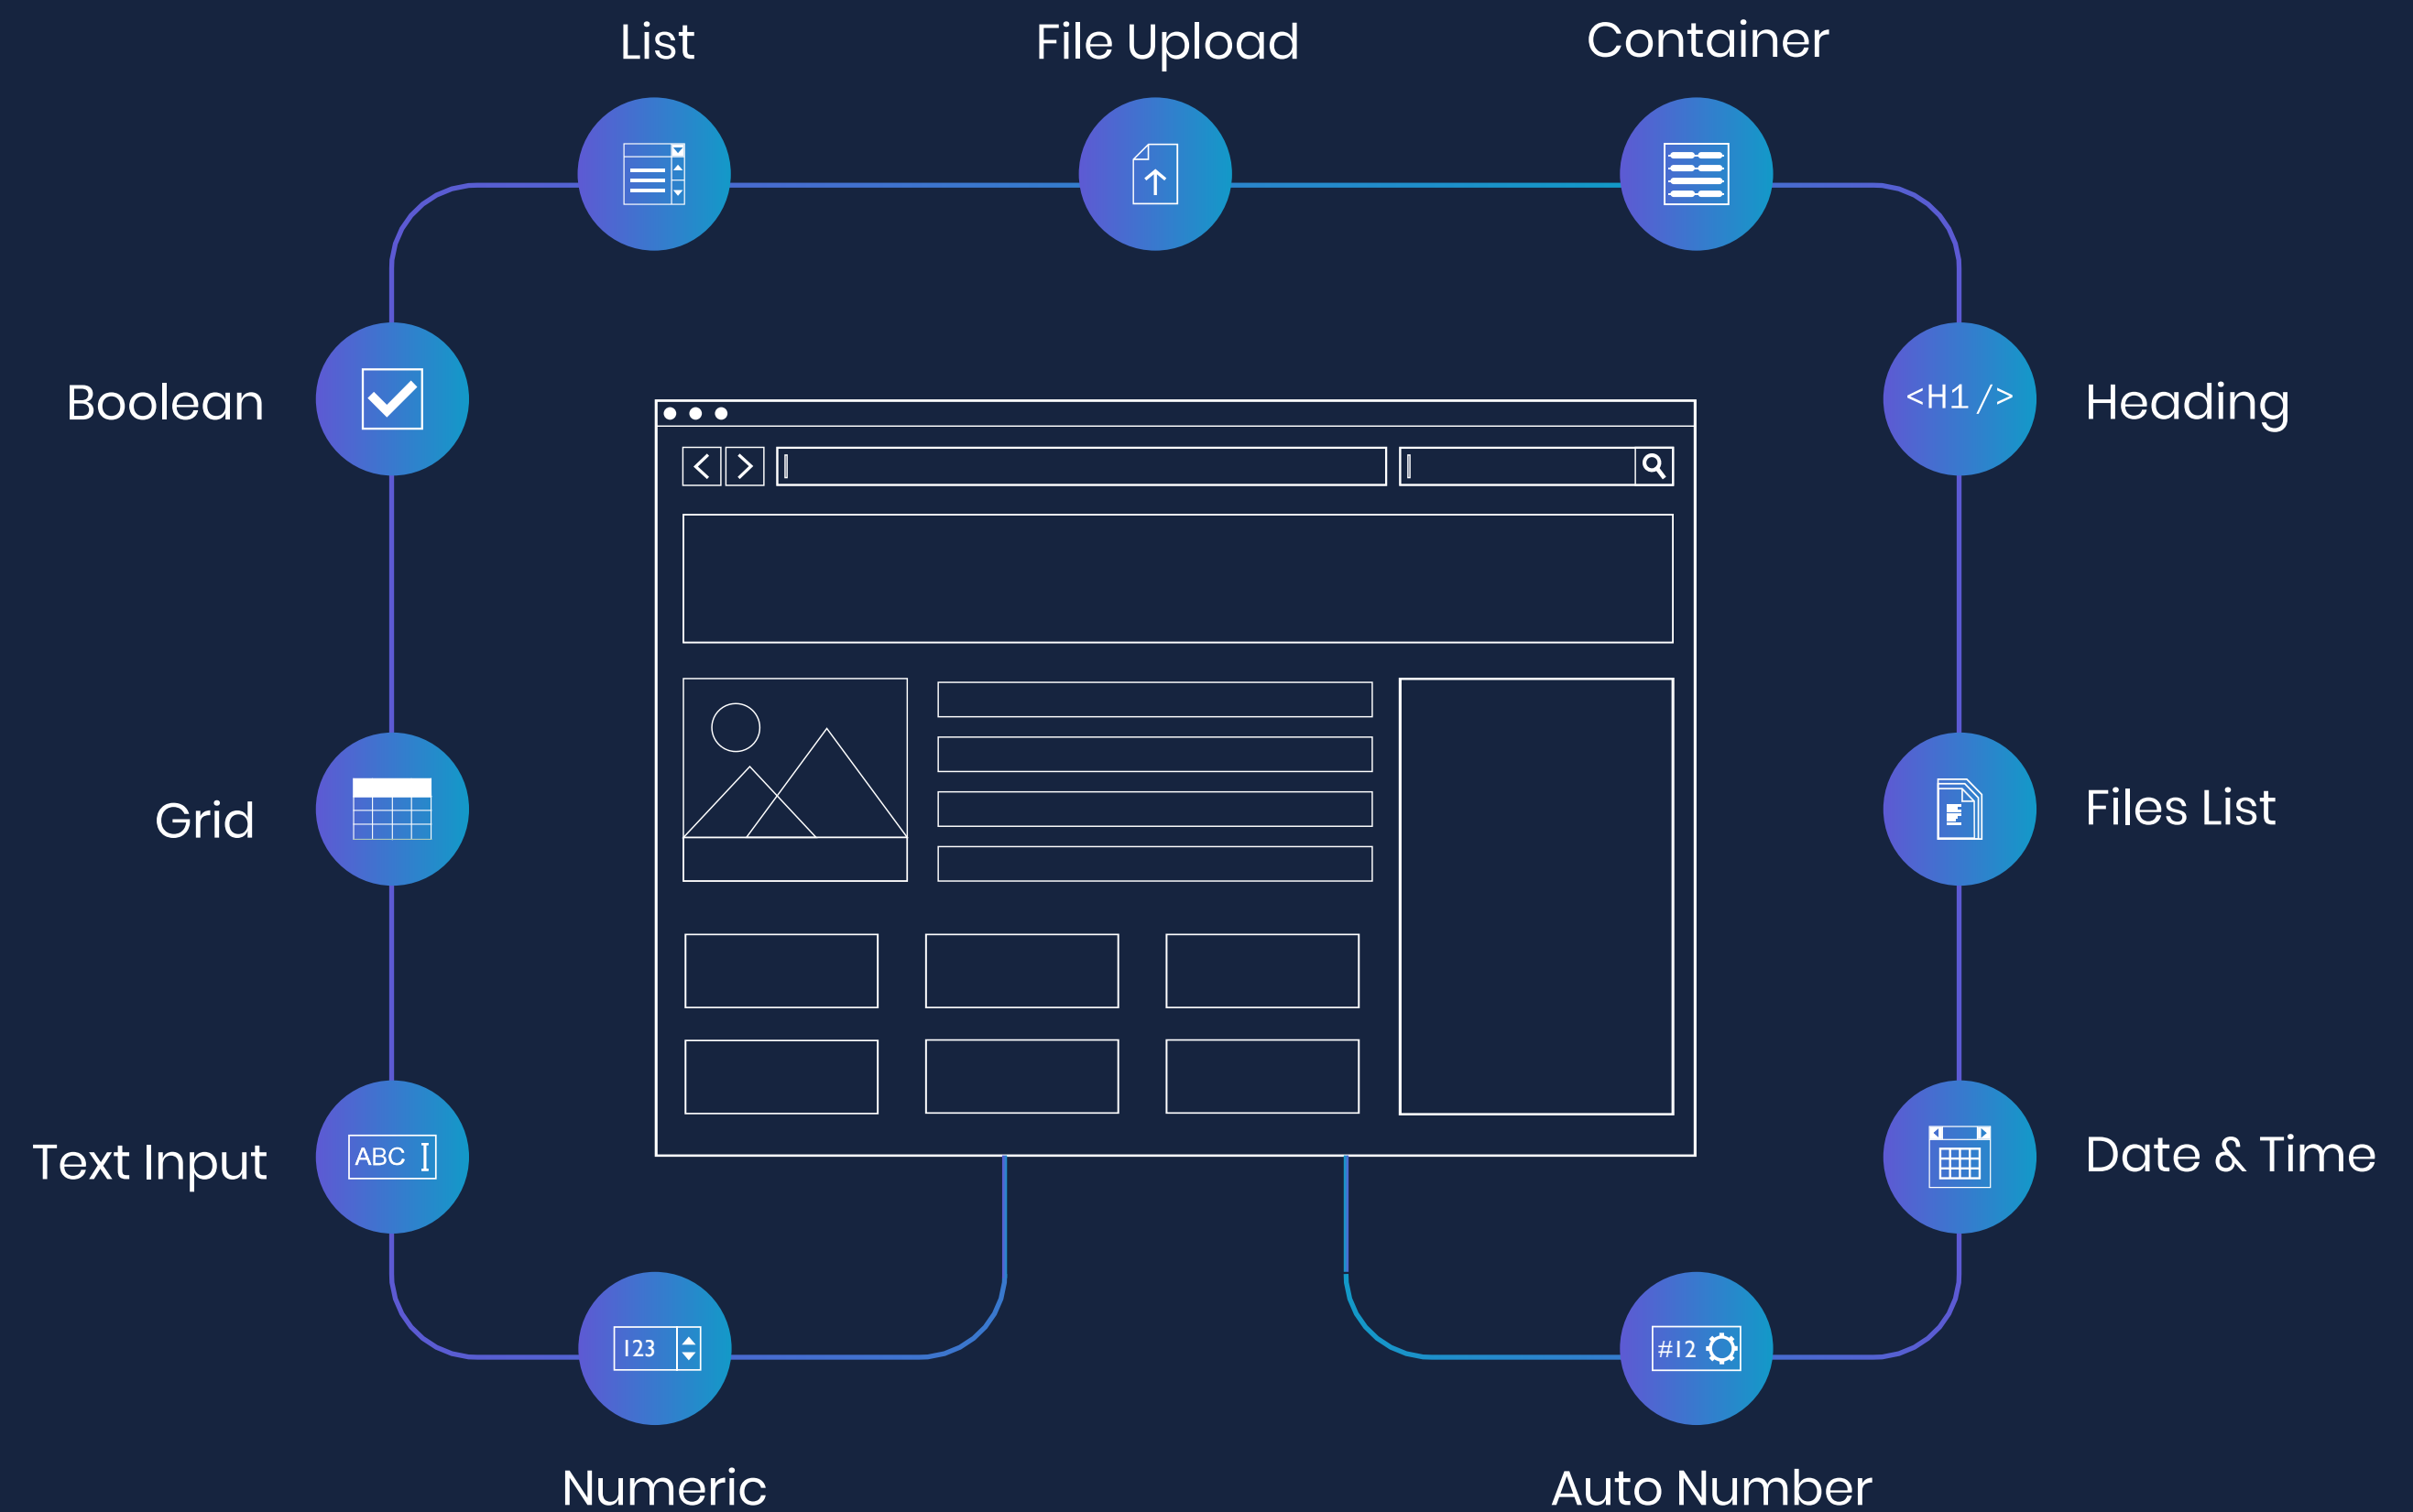 List
File Upload
Container
Boolean
<H1/>
Heading
Grid
Files List
Text Input
ABC
Date & Time
123
#12
Numeric
Auto Number